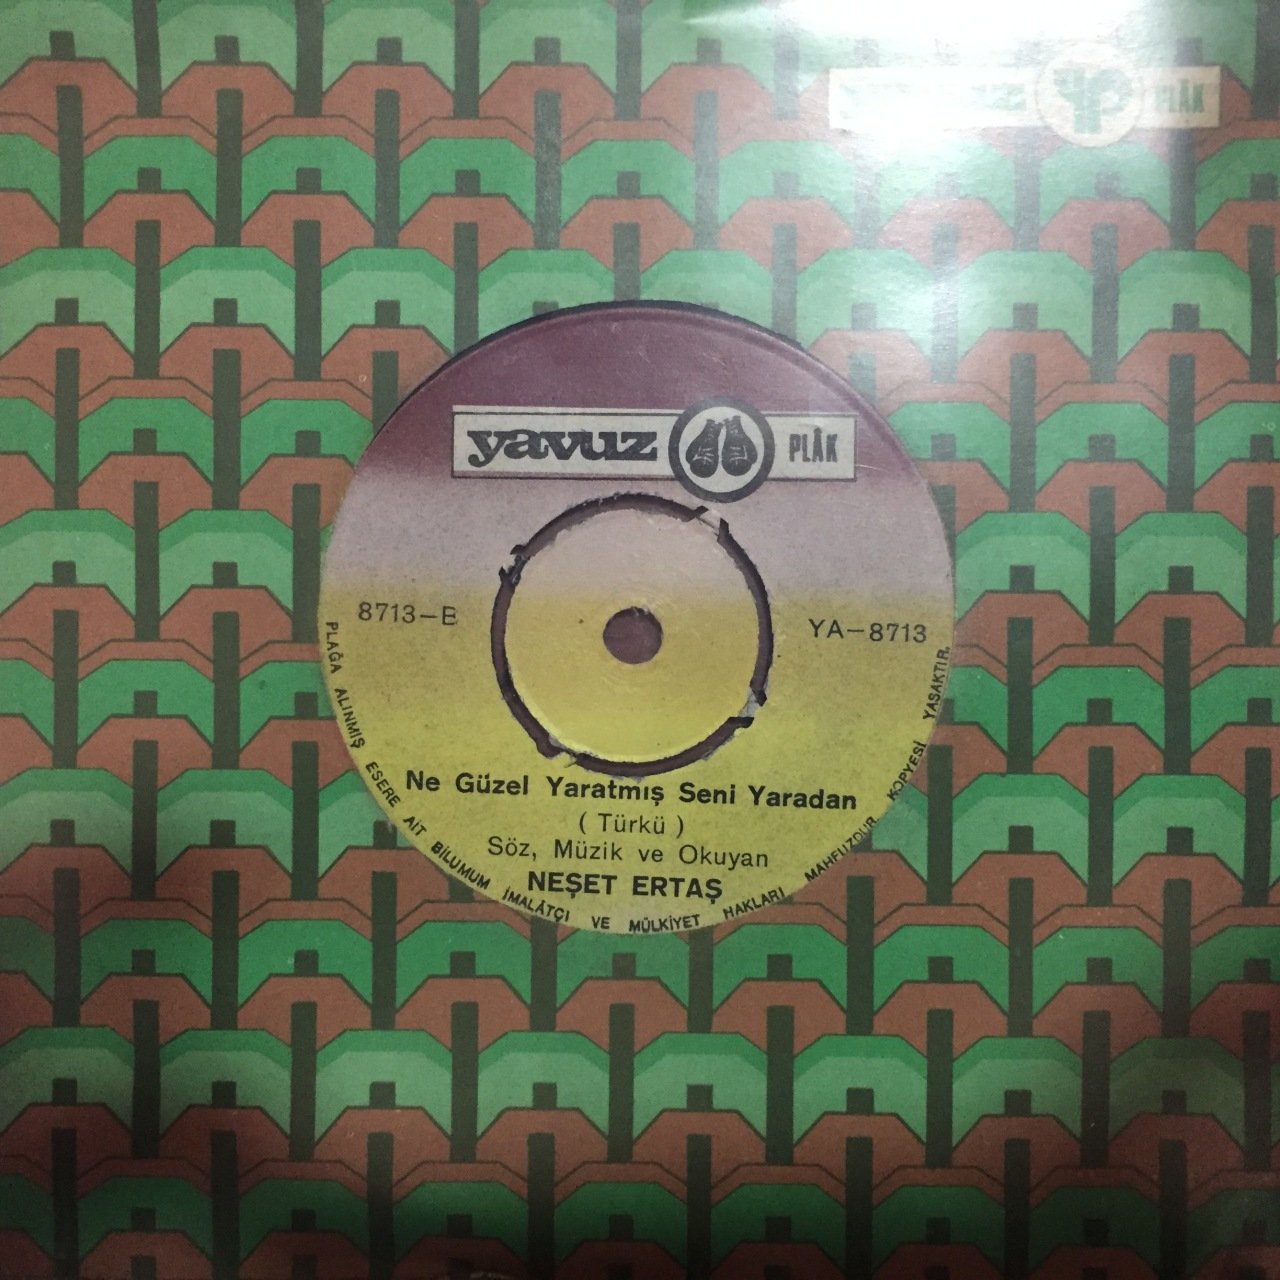 PLÂK
yavuz PLÂK
8713-B
YA-8713
Ne Güzel Yaratmış Seni Yaradan
( Türkü )
Söz, Müzik ve Okuyan
NEŞET ERTAŞ
PLAĞA ALINMIŞ ESERE AİT BİLUMUM İMALÂTÇI VE MÜLKİYET HAKLARI MAHFUZDUR KOPYESİ YASAKTIR.